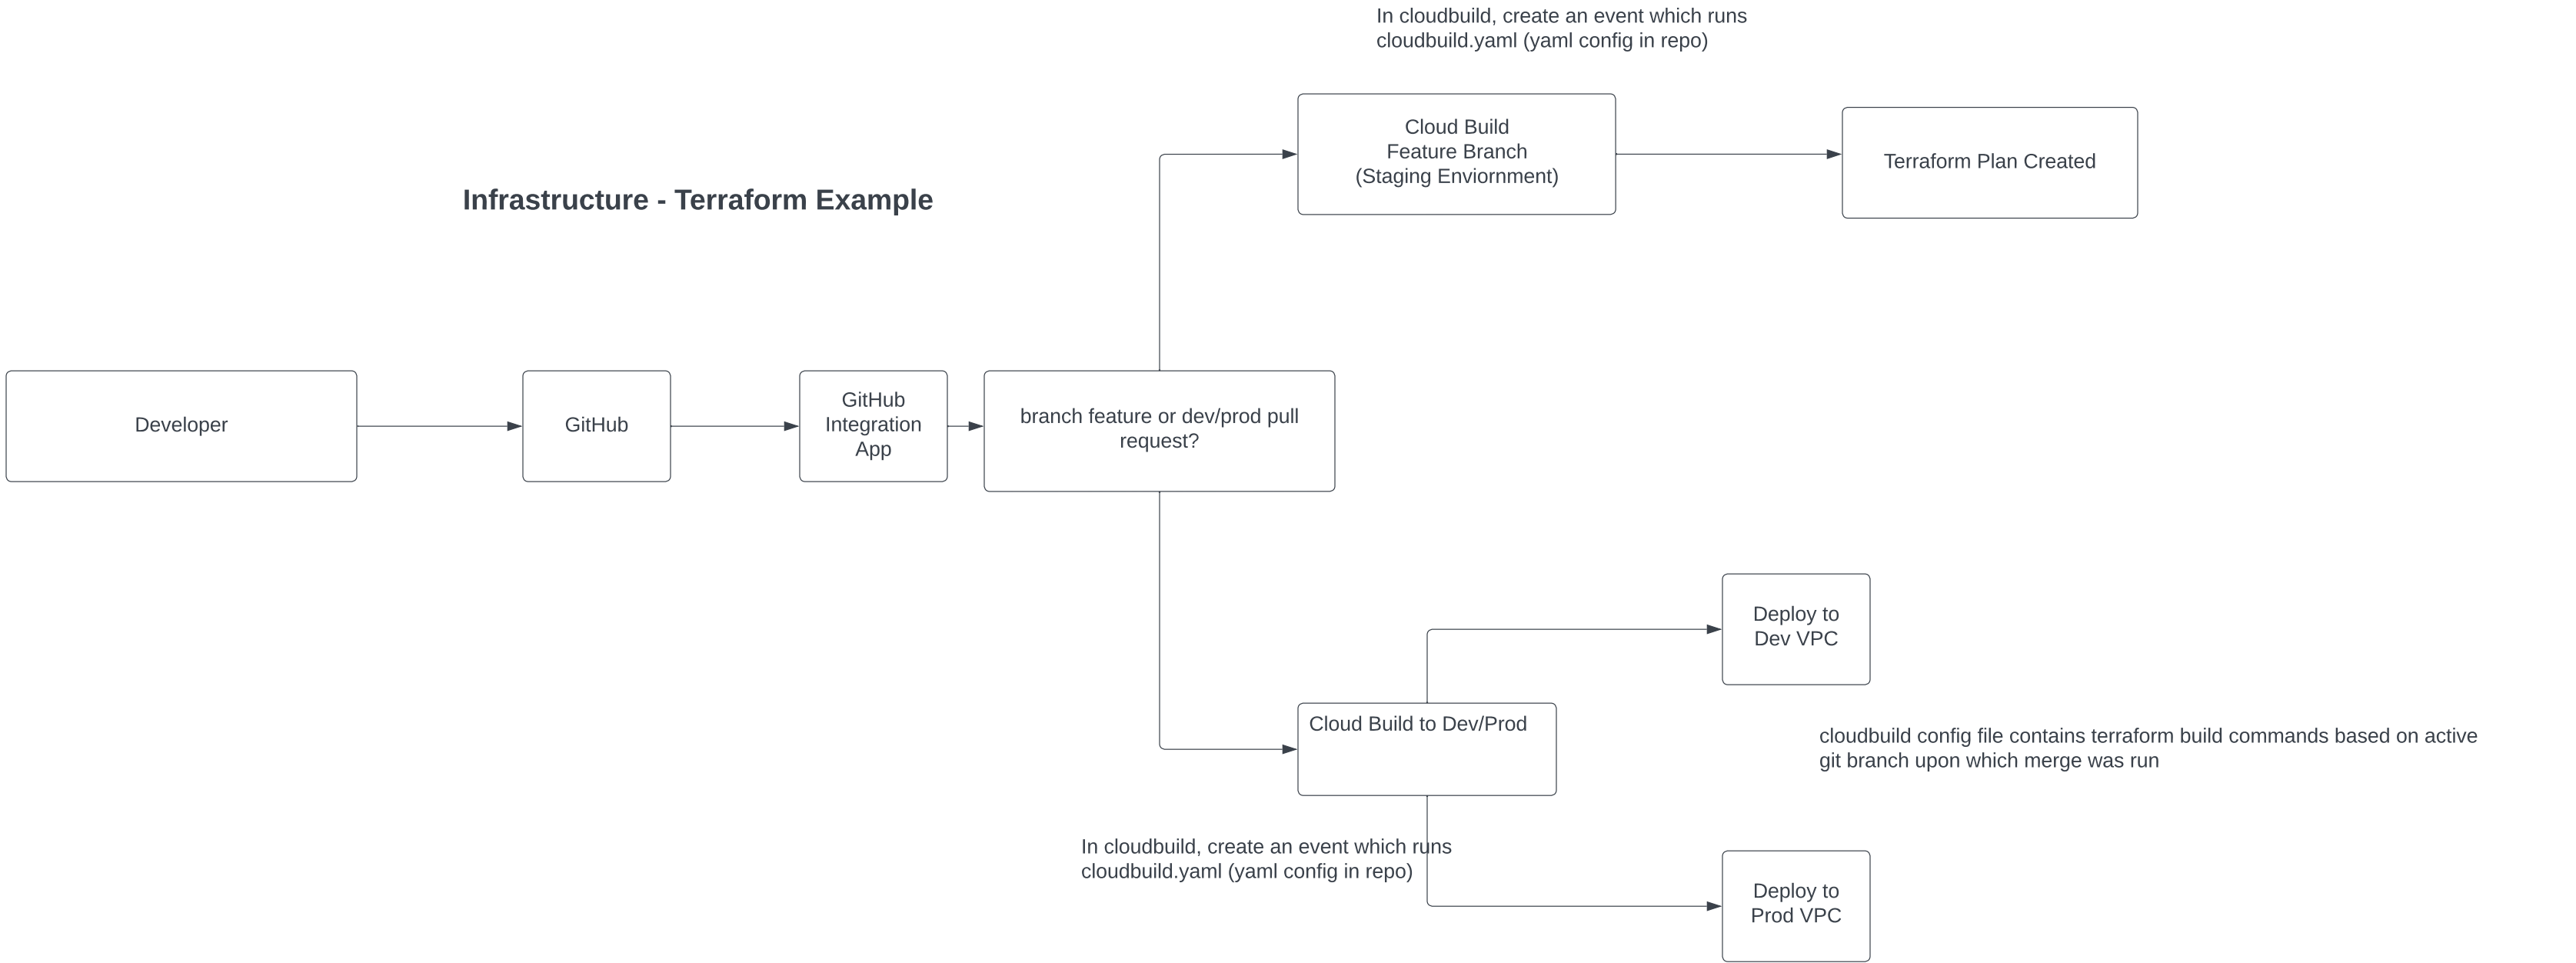 In cloudbuild, create an event which runs
cloudbuild.yaml (yaml config in repo)
Cloud Build
Feature Branch
(Staging Enviornment)
Terraform Plan Created
Infrastructure - Terraform Example
Developer
GitHub
GitHub
Integration
App
branch feature or dev/prod pull
request?
Deploy to
Dev VPC
Cloud Build to Dev/Prod
cloudbuild config file contains terraform build commands based on active
git branch upon which merge was run
In cloudbuild, create an event which runs
cloudbuild.yaml (yaml config in repo)
Deploy to
Prod VPC